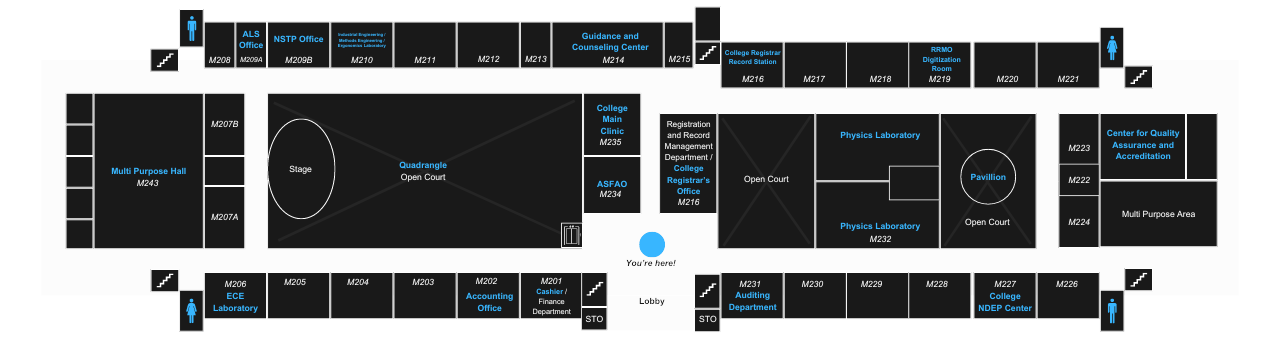 M208
ALS
Office
M209A
NSTP Office
M209B
Industrial Engineering /
Methods Engineering /
Ergonomics Laboratory
M210
M211
M212
M213
Guidance and
Counseling Center
M214
M215
College Registrar
Record Station
M216
M217
M218
RRMO
Digitization
Room
M219
M220
M221
Multi Purpose Hall
M243
M207B
M207A
Stage
Quadrangle
Open Court
College
Main
Clinic
M235
ASFAO
M234
Registration
and Record
Management
Department /
College
Registrar's
Office
M216
Open Court
Physics Laboratory
Physics Laboratory
M232
Pavillion
Open Court
M223
M222
M224
Center for Quality
Assurance and
Accreditation
Multi Purpose Area
You're here!
Lobby
M206
ECE
Laboratory
M205
M204
M203
M202
Accounting
Office
M201
Cashier /
Finance
Department
STO
STO
M231
Auditing
Department
M230
M229
M228
M227
College
NDEP Center
M226